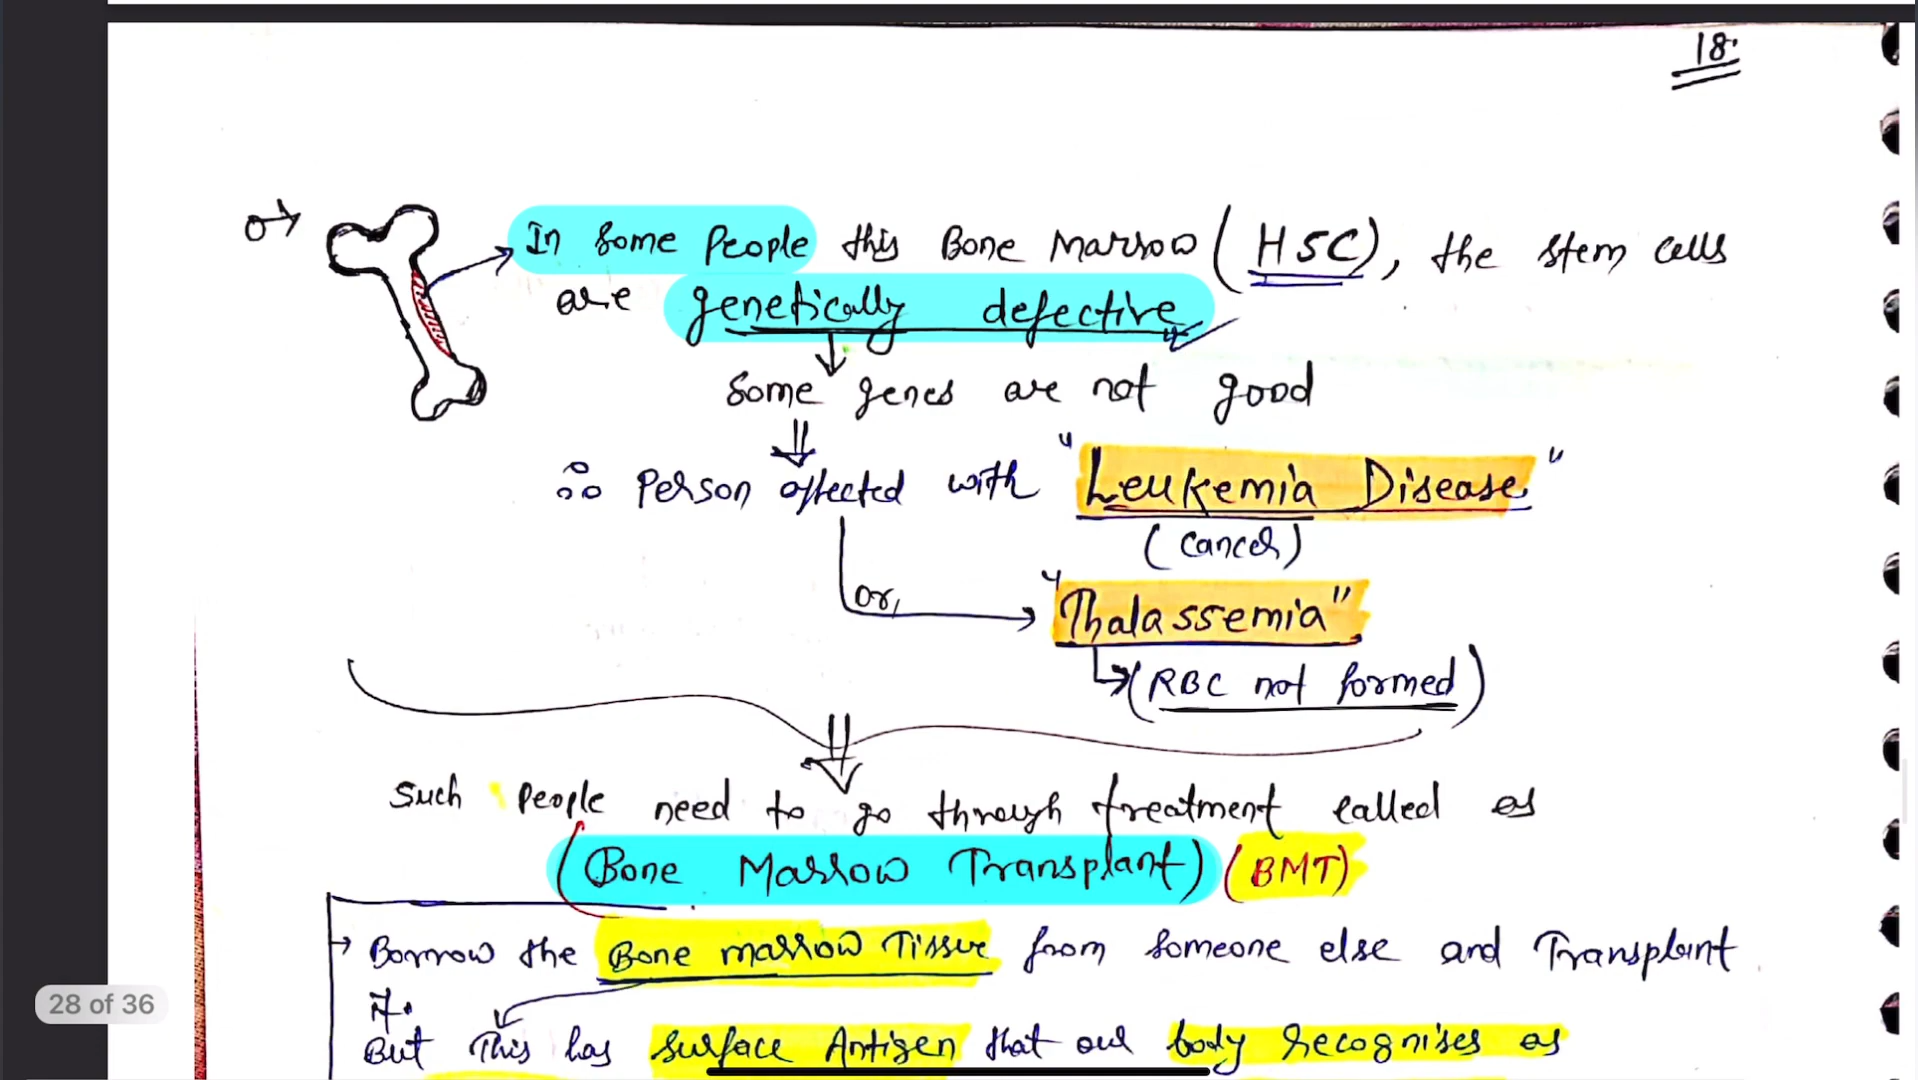 18.
In some People this Bone Marrow (HSC), the stem cells
are genetically defective
some genes are not good
∴ Person affected with "Leukemia Disease"
(cancer)
or,
"Thalassemia"
(RBC not formed)
Such People need to go through treatment called as
(Bone Marrow Transplant) (BMT)
→ Borrow the Bone marrow Tissue from someone else and Transplant
it.
But This has surface Antigen that our body recognises as
28 of 36